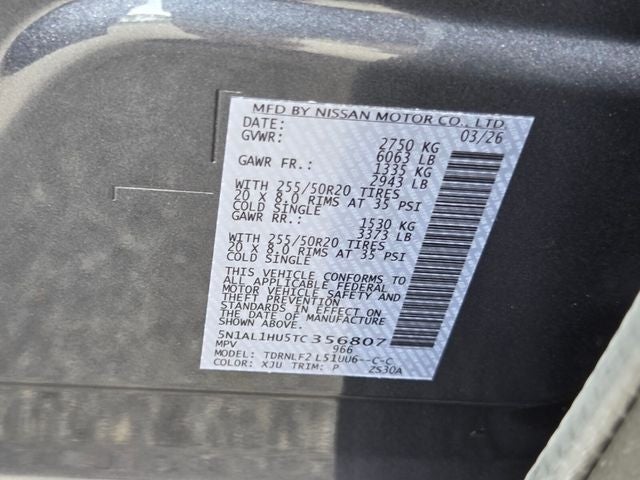 MFD BY NISSAN MOTOR CO., LTD.
DATE: 03/26
GVWR: 2750 KG
6063 LB
GAWR FR.: 1335 KG
2943 LB
WITH 255/50R20 TIRES
20 X 8.0 RIMS AT 35 PSI
COLD SINGLE
GAWR RR.: 1530 KG
3373 LB
WITH 255/50R20 TIRES
20 X 8.0 RIMS AT 35 PSI
COLD SINGLE
THIS VEHICLE CONFORMS TO
ALL APPLICABLE FEDERAL
MOTOR VEHICLE SAFETY AND
THEFT PREVENTION
STANDARDS IN EFFECT ON
THE DATE OF MANUFACTURE
SHOWN ABOVE.
5N1AL1HU5TC356807
MPV 966
MODEL: TDRNLF2 L51UU6--C-C
COLOR: XJU TRIM: P ZS30A